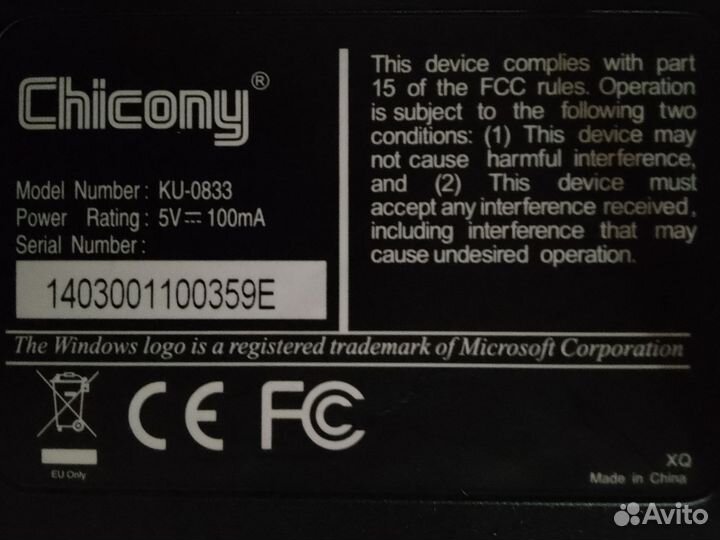 Chicony®
Model Number: KU-0833
Power Rating: 5V⎓100mA
Serial Number:
1403001100359E
This device complies with part
15 of the FCC rules. Operation
is subject to the following two
conditions: (1) This device may
not cause harmful interference,
and (2) This device must
accept any interference received,
including interference that may
cause undesired operation.
The Windows logo is a registered trademark of Microsoft Corporation
EU Only
CE FC
XQ
Made in China
Avito